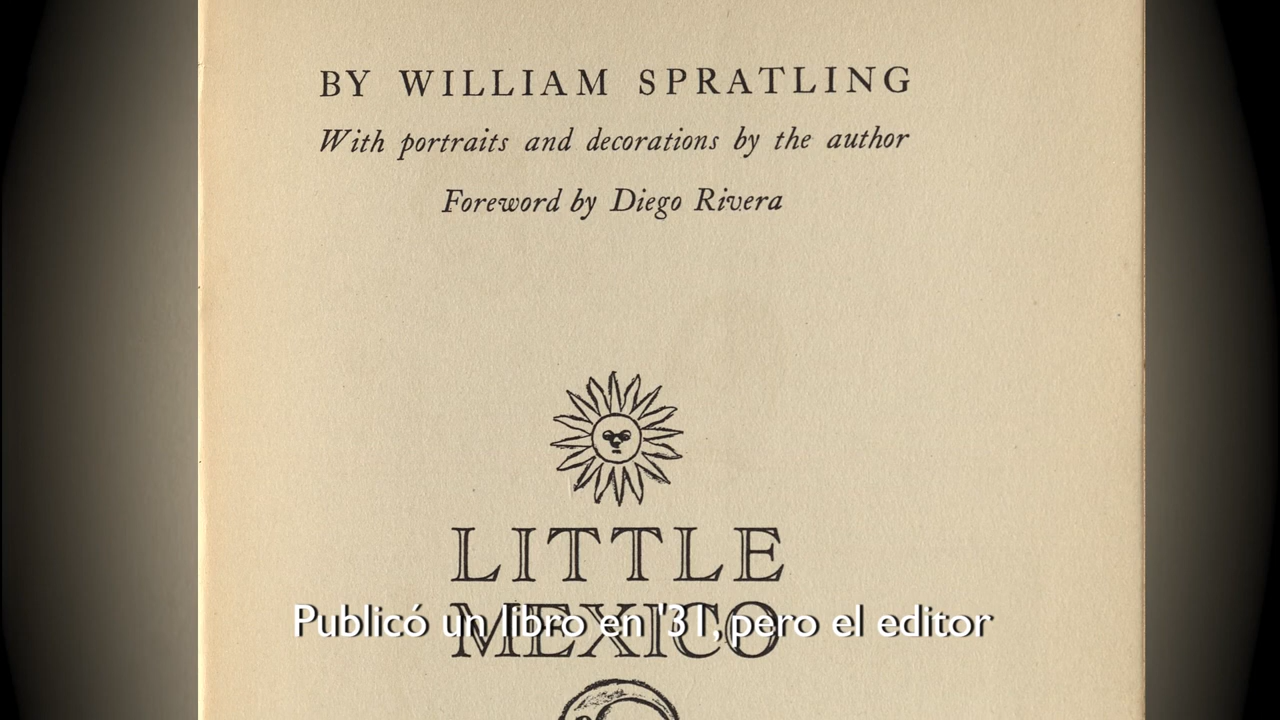 BY WILLIAM SPRATLING
With portraits and decorations by the author
Foreword by Diego Rivera
LITTLE
MEXICO
Publicó un libro en '31, pero el editor